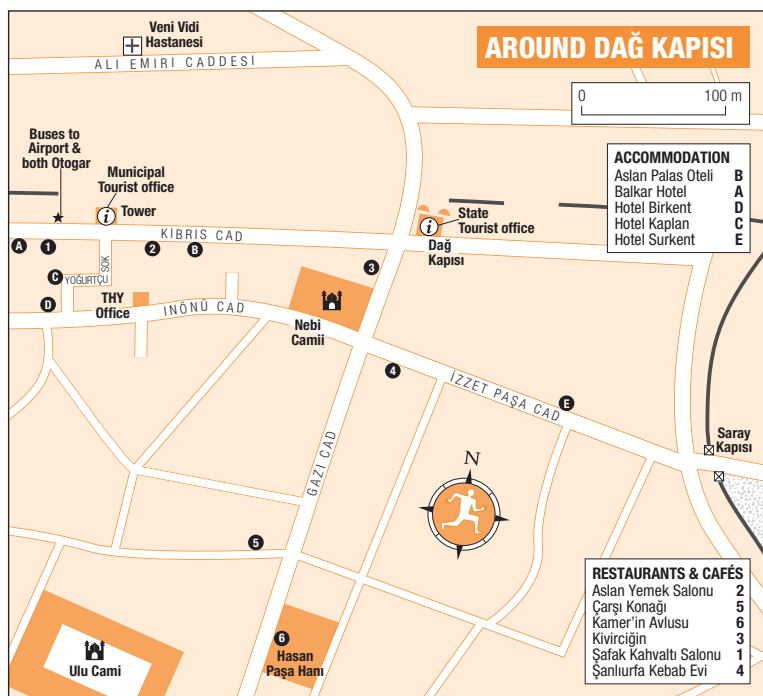 AROUND DAĞ KAPISI
Veni Vidi
Hastanesi
ALI EMIRI CADDESI
0 100 m
Buses to
Airport &
both Otogar
Municipal
Tourist office
i
Tower
ACCOMMODATION
Aslan Palas Oteli B
Balkar Hotel A
Hotel Birkent D
Hotel Kaplan C
Hotel Surkent E
i
State
Tourist office
Dağ
Kapısı
KIBRIS CAD
A
1
2
B
3
C
YOĞURTÇU SOK
D
THY
Office
INÖNÜ CAD
Nebi
Camii
4
İZZET PAŞA CAD
E
Saray
Kapısı
GAZI CAD
N
5
6
Hasan
Paşa Hanı
Ulu Cami
RESTAURANTS & CAFÉS
Aslan Yemek Salonu 2
Çarşı Konağı 5
Kamer'in Avlusu 6
Kivirciğin 3
Şafak Kahvaltı Salonu 1
Şanlıurfa Kebab Evi 4